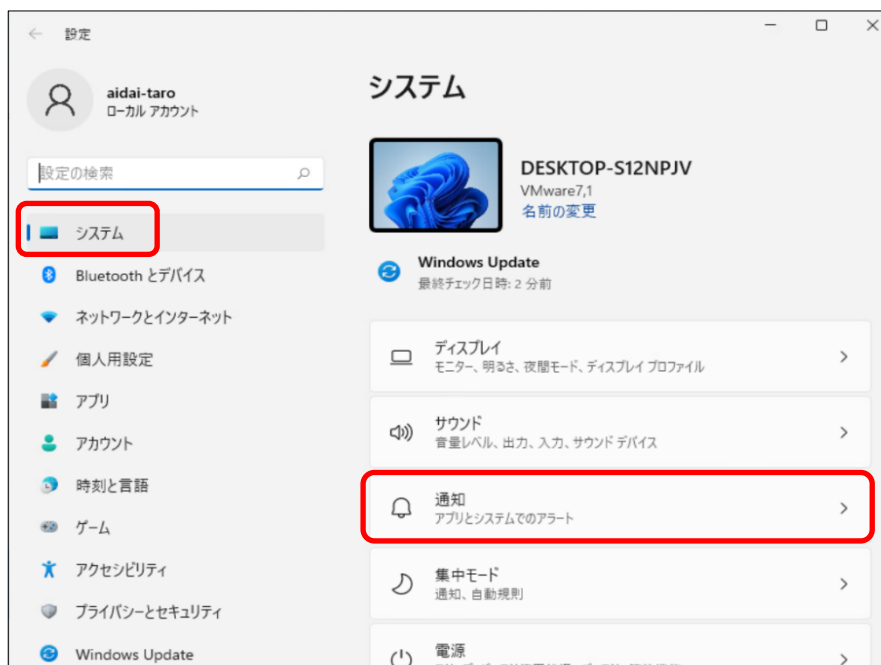 設定
aidai-taro
ローカル アカウント
設定の検索
システム
Bluetooth とデバイス
ネットワークとインターネット
個人用設定
アプリ
アカウント
時刻と言語
ゲーム
アクセシビリティ
プライバシーとセキュリティ
Windows Update
システム
DESKTOP-S12NPJV
VMware7,1
名前の変更
Windows Update
最終チェック日時: 2 分前
ディスプレイ
モニター、明るさ、夜間モード、ディスプレイ プロファイル
サウンド
音量レベル、出力、入力、サウンド デバイス
通知
アプリとシステムでのアラート
集中モード
通知、自動規則
電源